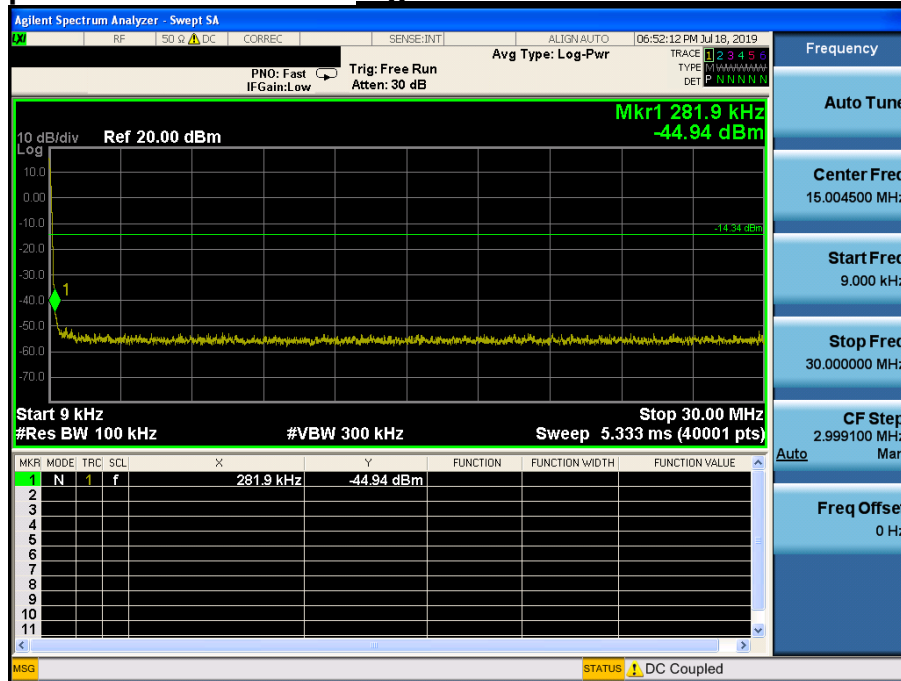 Agilent Spectrum Analyzer - Swept SA
LXI RF 50 Ω DC CORREC SENSE:INT ALIGN AUTO 06:52:12 PM Jul 18, 2019
Avg Type: Log-Pwr TRACE 1 2 3 4 5 6
PNO: Fast Trig: Free Run TYPE M W W W W W
IFGain:Low Atten: 30 dB DET P N N N N N
Mkr1 281.9 kHz
10 dB/div Ref 20.00 dBm -44.94 dBm
Log
10.0
0.00
-10.0
-14.34 dBm
-20.0
-30.0
1
-40.0
-50.0
-60.0
-70.0
Start 9 kHz Stop 30.00 MHz
#Res BW 100 kHz #VBW 300 kHz Sweep 5.333 ms (40001 pts)
MKR MODE TRC SCL X Y FUNCTION FUNCTION WIDTH FUNCTION VALUE
1 N 1 f 281.9 kHz -44.94 dBm
2
3
4
5
6
7
8
9
10
11
MSG STATUS DC Coupled
Frequency
Auto Tune
Center Freq
15.004500 MHz
Start Freq
9.000 kHz
Stop Freq
30.000000 MHz
CF Step
2.999100 MHz
Auto Man
Freq Offset
0 Hz